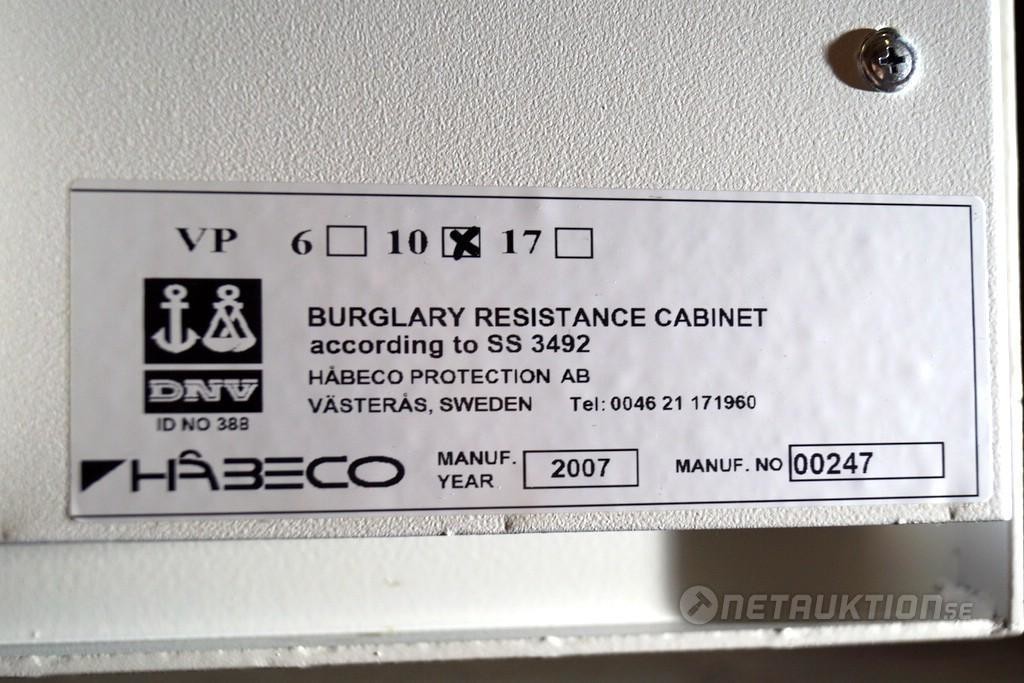 VP 6 10 17
BURGLARY RESISTANCE CABINET
according to SS 3492
DNV
HÅBECO PROTECTION AB
VÄSTERÅS, SWEDEN Tel: 0046 21 171960
ID NO 388
HÅBECO
MANUF. YEAR 2007
MANUF. NO 00247
NETAUKTION.SE